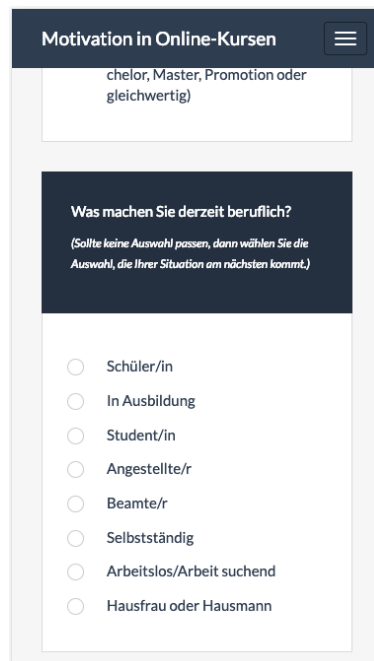 Motivation in Online-Kursen
chelor, Master, Promotion oder
gleichwertig)
Was machen Sie derzeit beruflich?
(Sollte keine Auswahl passen, dann wählen Sie die
Auswahl, die Ihrer Situation am nächsten kommt.)
Schüler/in
In Ausbildung
Student/in
Angestellte/r
Beamte/r
Selbstständig
Arbeitslos/Arbeit suchend
Hausfrau oder Hausmann